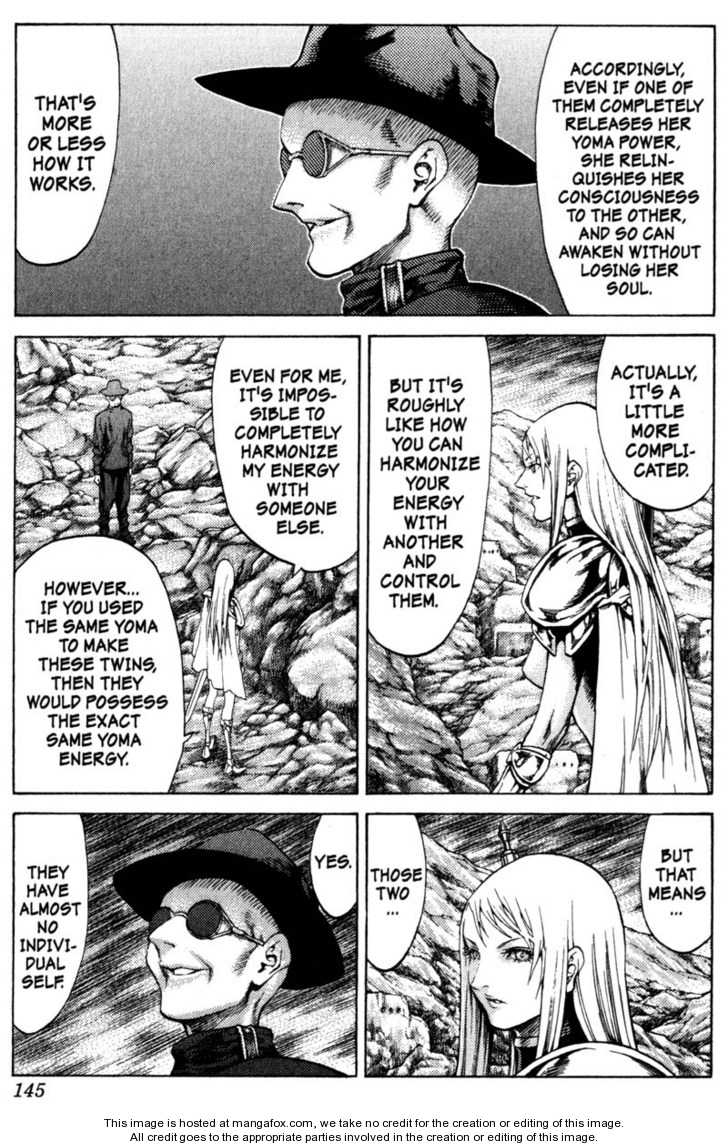 ACCORDINGLY,
EVEN IF ONE OF
THEM COMPLETELY
RELEASES HER
YOMA POWER,
SHE RELIN-
QUISHES HER
CONSCIOUSNESS
TO THE OTHER,
AND SO CAN
AWAKEN WITHOUT
LOSING HER
SOUL.
THAT'S
MORE
OR LESS
HOW IT
WORKS.
ACTUALLY,
IT'S A
LITTLE
MORE
COMPLI-
CATED.
BUT IT'S
ROUGHLY
LIKE HOW
YOU CAN
HARMONIZE
YOUR
ENERGY
WITH
ANOTHER
AND
CONTROL
THEM.
EVEN FOR ME,
IT'S IMPOS-
SIBLE TO
COMPLETELY
HARMONIZE
MY ENERGY
WITH
SOMEONE
ELSE.
HOWEVER...
IF YOU USED
THE SAME YOMA
TO MAKE
THESE TWINS,
THEN THEY
WOULD POSSESS
THE EXACT
SAME YOMA
ENERGY.
BUT
THAT
MEANS
...
THOSE
TWO
...
YES.
THEY
HAVE
ALMOST
NO
INDIVI-
DUAL
SELF.
145
This image is hosted at mangafox.com, we take no credit for the creation or editing of this image.
All credit goes to the appropriate parties involved in the creation or editing of this image.